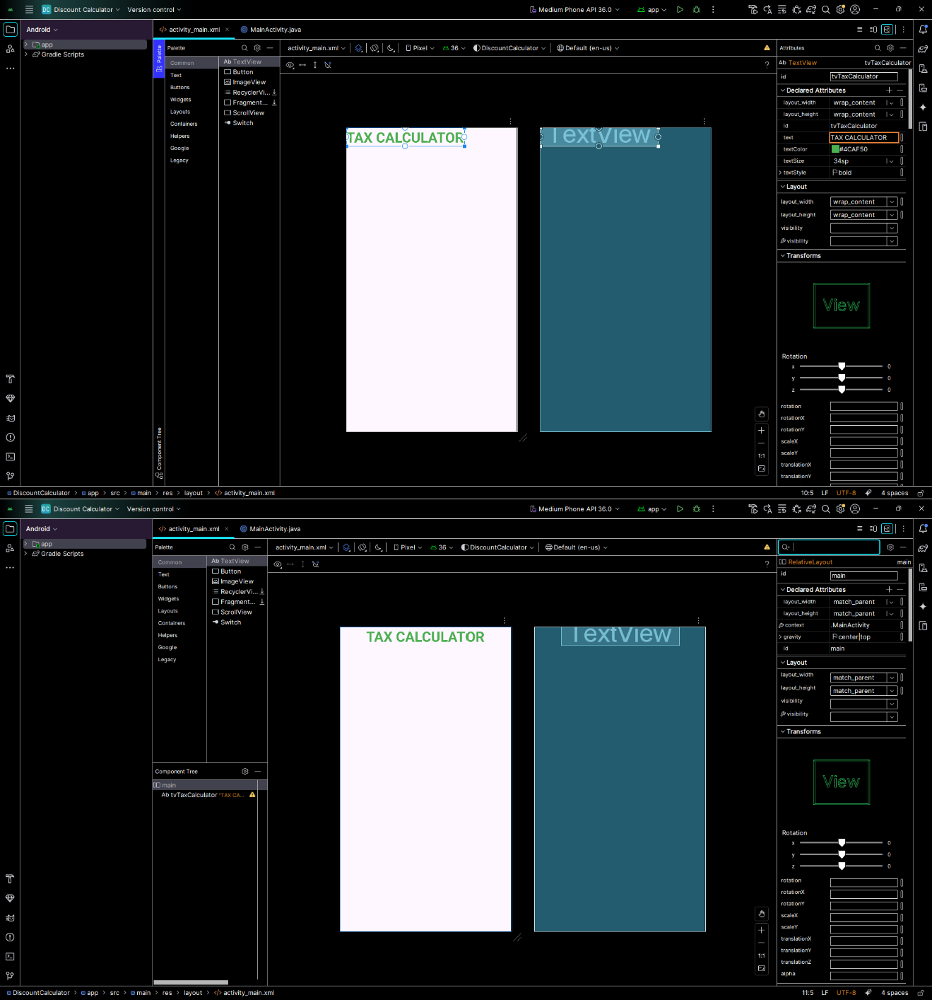 DC Discount Calculator Version control Medium Phone API 36.0 app
Android activity_main.xml MainActivity.java
app
Gradle Scripts
Palette
Component Tree
Palette
Common
Text
Buttons
Widgets
Layouts
Containers
Helpers
Google
Legacy
Ab TextView
Button
ImageView
RecyclerVi...
Fragment...
ScrollView
Switch
activity_main.xml Pixel 36 DiscountCalculator Default (en-us)
?
TAX CALCULATOR
TextView
1:1
Attributes
Ab TextView tvTaxCalculator
id tvTaxCalculator
Declared Attributes
layout_width wrap_content
layout_height wrap_content
id tvTaxCalculator
text TAX CALCULATOR
textColor #4CAF50
textSize 34sp
textStyle bold
Layout
layout_width wrap_content
layout_height wrap_content
visibility
visibility
Transforms
View
Rotation
x 0
y 0
z 0
rotation
rotationX
rotationY
scaleX
scaleY
translationX
translationY
DiscountCalculator > app > src > main > res > layout > activity_main.xml 10:5 LF UTF-8 4 spaces
DC Discount Calculator Version control Medium Phone API 36.0 app
Android activity_main.xml MainActivity.java
app
Gradle Scripts
Palette
Common
Text
Buttons
Widgets
Layouts
Containers
Helpers
Google
Legacy
Ab TextView
Button
ImageView
RecyclerVi...
Fragment...
ScrollView
Switch
Component Tree
main
Ab tvTaxCalculator "TAX CA...
activity_main.xml Pixel 36 DiscountCalculator Default (en-us)
?
TAX CALCULATOR
TextView
1:1
RelativeLayout main
id main
Declared Attributes
layout_width match_parent
layout_height match_parent
context .MainActivity
gravity center|top
id main
Layout
layout_width match_parent
layout_height match_parent
visibility
visibility
Transforms
View
Rotation
x 0
y 0
z 0
rotation
rotationX
rotationY
scaleX
scaleY
translationX
translationY
translationZ
alpha
DiscountCalculator > app > src > main > res > layout > activity_main.xml 11:5 LF UTF-8 4 spaces